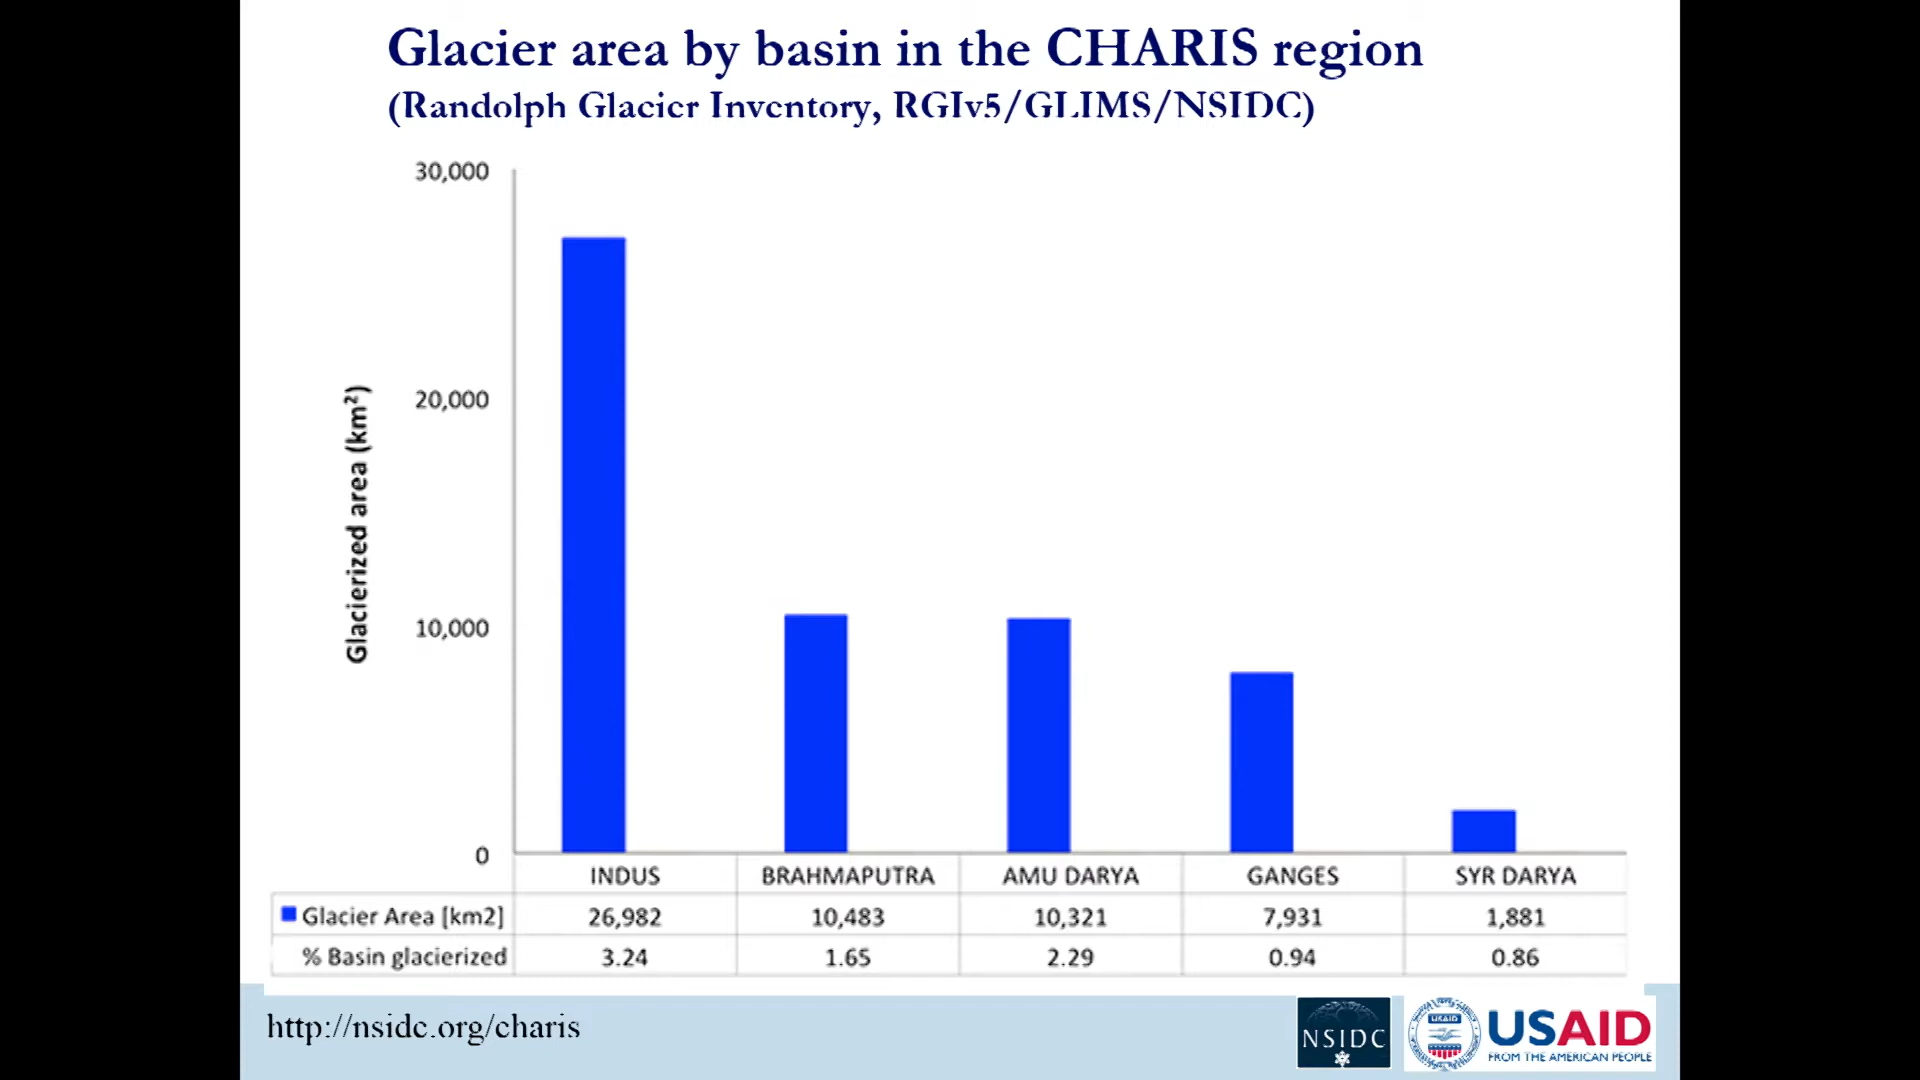 Glacier area by basin in the CHARIS region
(Randolph Glacier Inventory, RGIv5/GLIMS/NSIDC)
30,000
20,000
10,000
0
Glacierized area (km²)
INDUS BRAHMAPUTRA AMU DARYA GANGES SYR DARYA
Glacier Area [km2] 26,982 10,483 10,321 7,931 1,881
% Basin glacierized 3.24 1.65 2.29 0.94 0.86
http://nsidc.org/charis
NSIDC
USAID
USAID
FROM THE AMERICAN PEOPLE